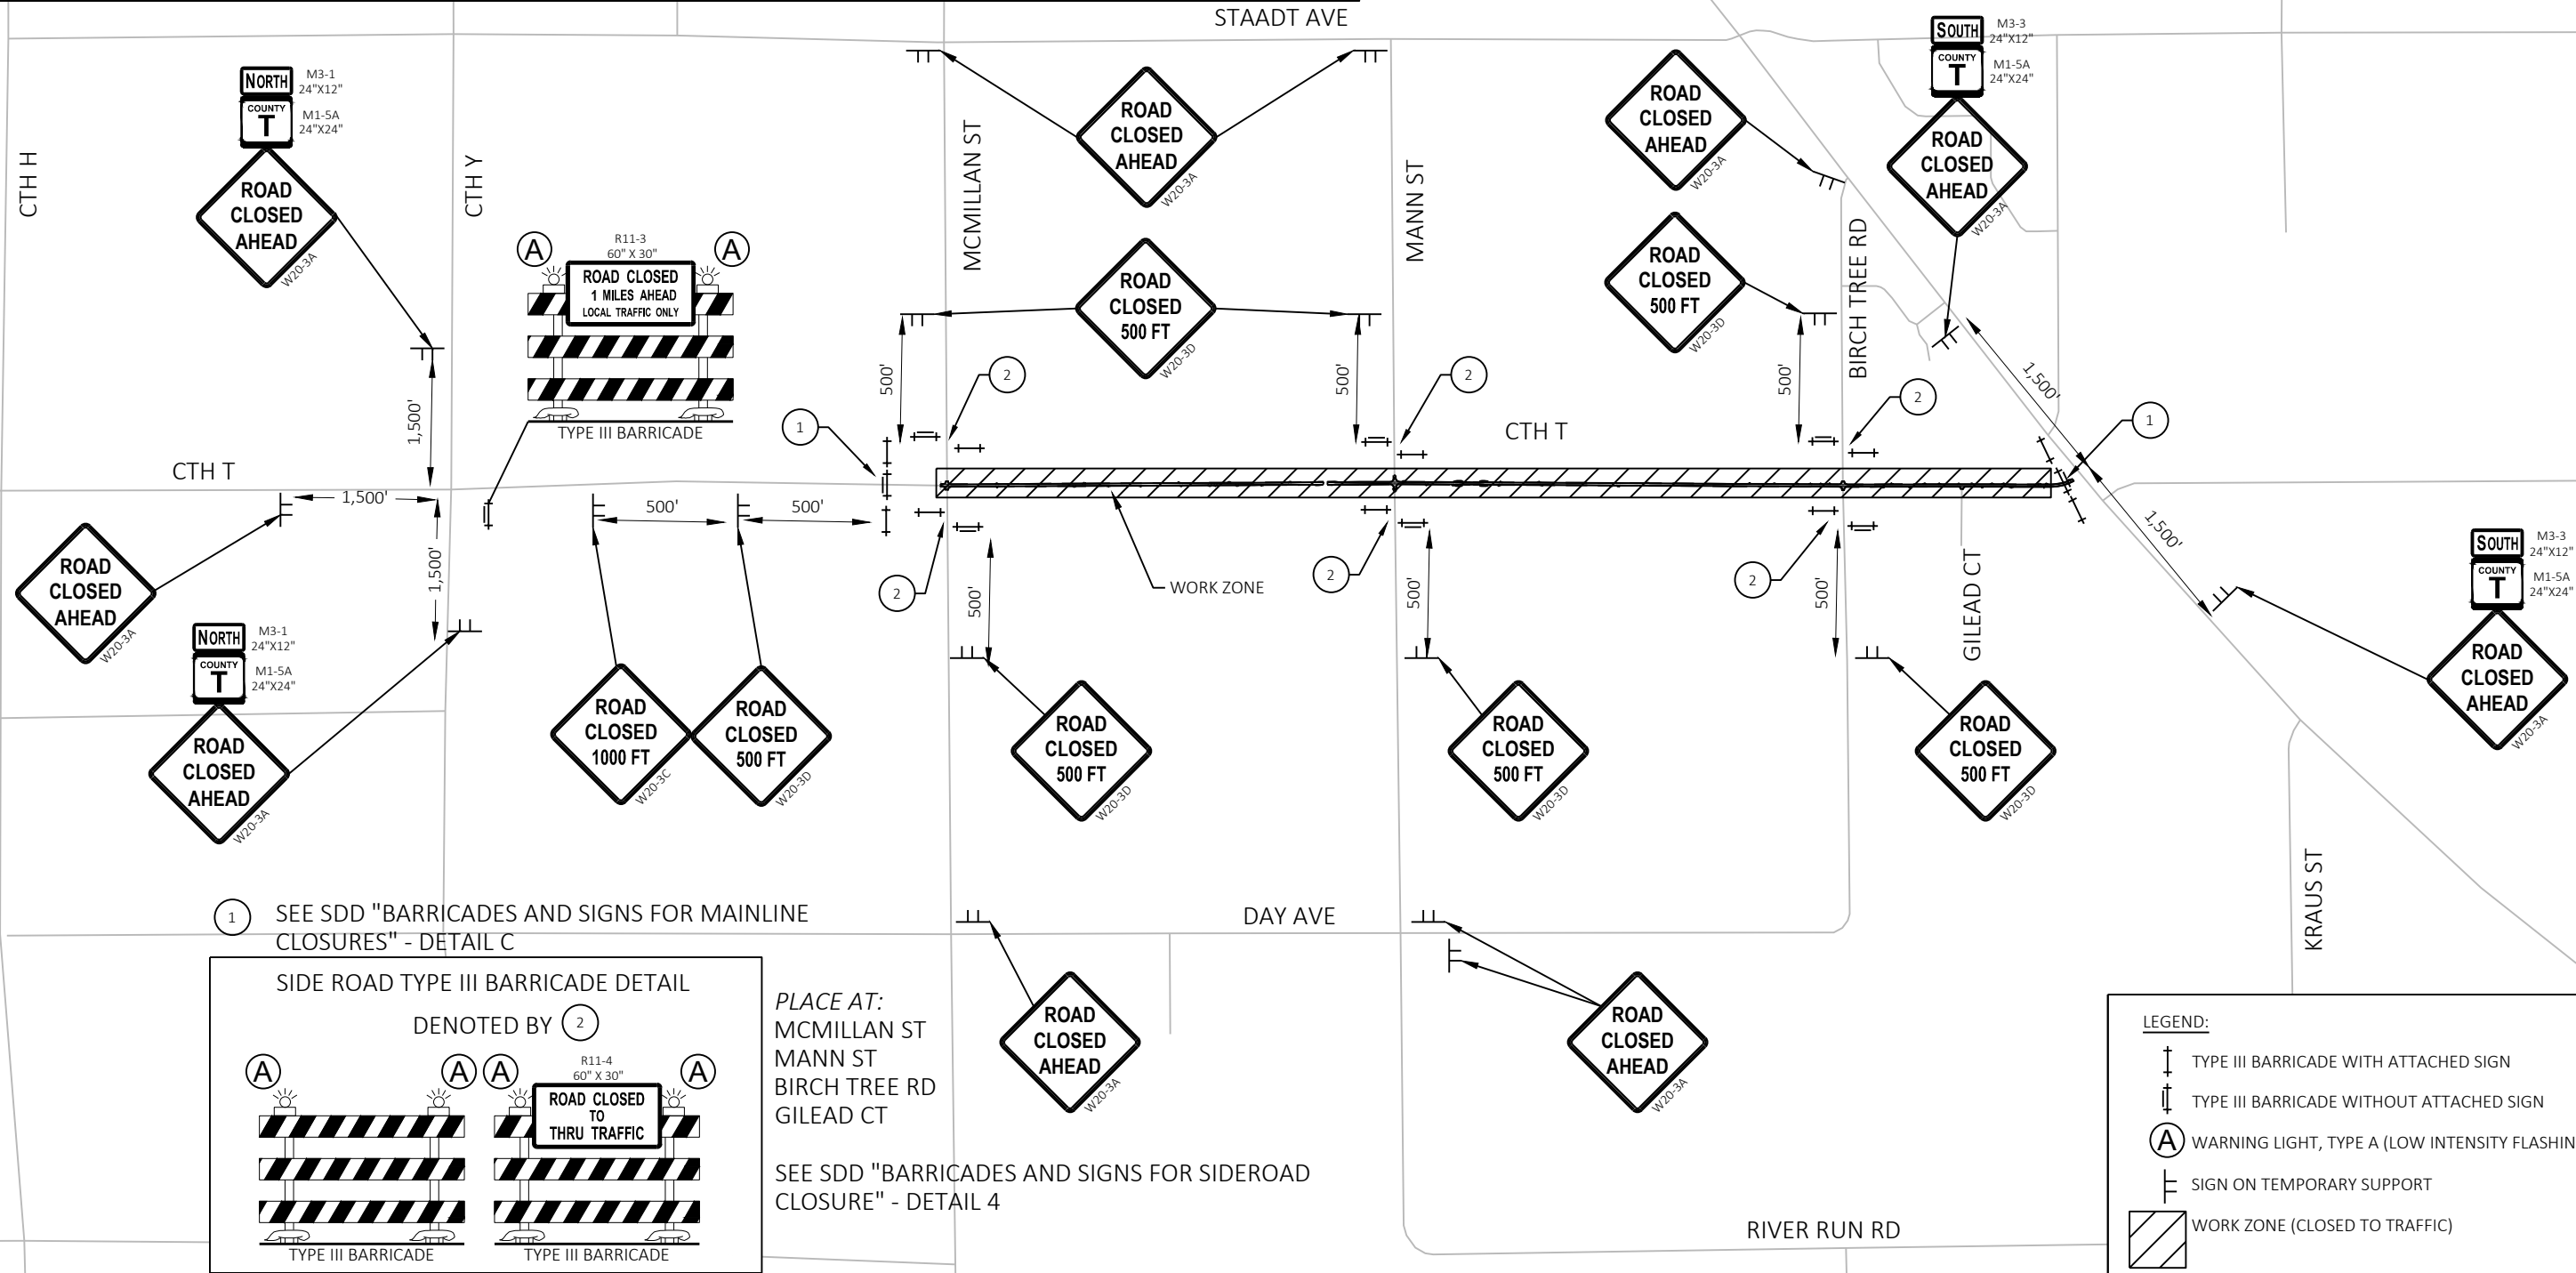 STAADT AVE
NORTH
M3-1
24"X12"
COUNTY
T
M1-5A
24"X24"
ROAD
CLOSED
AHEAD
W20-3A
CTH H
CTH Y
R11-3
60" X 30"
A
A
ROAD CLOSED
1 MILES AHEAD
LOCAL TRAFFIC ONLY
TYPE III BARRICADE
MCMILLAN ST
ROAD
CLOSED
AHEAD
W20-3A
ROAD
CLOSED
500 FT
W20-3D
MANN ST
ROAD
CLOSED
AHEAD
W20-3A
ROAD
CLOSED
500 FT
W20-3D
BIRCH TREE RD
SOUTH
M3-3
24"X12"
COUNTY
T
M1-5A
24"X24"
ROAD
CLOSED
AHEAD
W20-3A
1,500'
500'
500'
500'
1,500'
1
2
2
2
1
CTH T
CTH T
1,500'
500'
500'
1,500'
1,500'
ROAD
CLOSED
AHEAD
W20-3A
NORTH
M3-1
24"X12"
COUNTY
T
M1-5A
24"X24"
ROAD
CLOSED
AHEAD
W20-3A
ROAD
CLOSED
1000 FT
W20-3C
ROAD
CLOSED
500 FT
W20-3D
2
500'
WORK ZONE
2
500'
2
500'
GILEAD CT
ROAD
CLOSED
500 FT
W20-3D
ROAD
CLOSED
500 FT
W20-3D
ROAD
CLOSED
500 FT
W20-3D
SOUTH
M3-3
24"X12"
COUNTY
T
M1-5A
24"X24"
ROAD
CLOSED
AHEAD
W20-3A
KRAUS ST
DAY AVE
1
SEE SDD "BARRICADES AND SIGNS FOR MAINLINE
CLOSURES" - DETAIL C
SIDE ROAD TYPE III BARRICADE DETAIL
DENOTED BY 2
A
A
A
A
R11-4
60" X 30"
ROAD CLOSED
TO
THRU TRAFFIC
TYPE III BARRICADE
TYPE III BARRICADE
PLACE AT:
MCMILLAN ST
MANN ST
BIRCH TREE RD
GILEAD CT
SEE SDD "BARRICADES AND SIGNS FOR SIDEROAD
CLOSURE" - DETAIL 4
ROAD
CLOSED
AHEAD
W20-3A
ROAD
CLOSED
AHEAD
W20-3A
RIVER RUN RD
LEGEND:
TYPE III BARRICADE WITH ATTACHED SIGN
TYPE III BARRICADE WITHOUT ATTACHED SIGN
A WARNING LIGHT, TYPE A (LOW INTENSITY FLASHIN
SIGN ON TEMPORARY SUPPORT
WORK ZONE (CLOSED TO TRAFFIC)